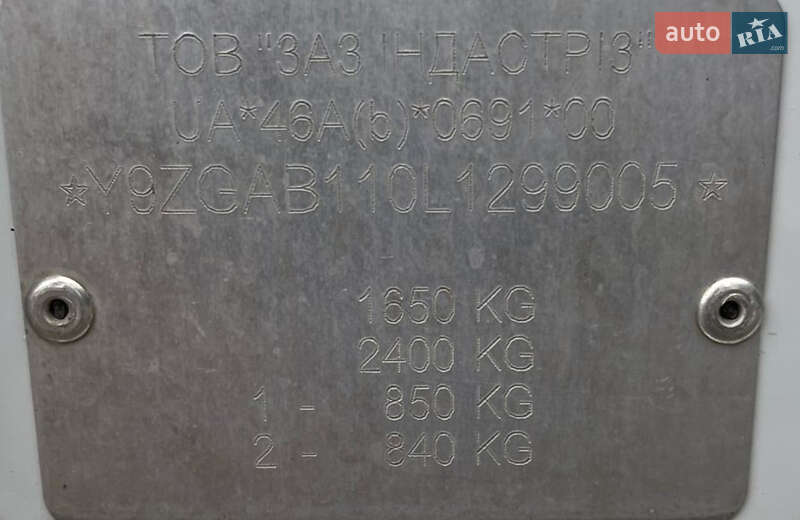 auto RIA
ТОВ "ЗАЗ ІНДАСТРІЗ"
UA*46A(b)*0691*00
☆Y9ZGAB110L1299005☆
1650 KG
2400 KG
1 - 850 KG
2 - 840 KG